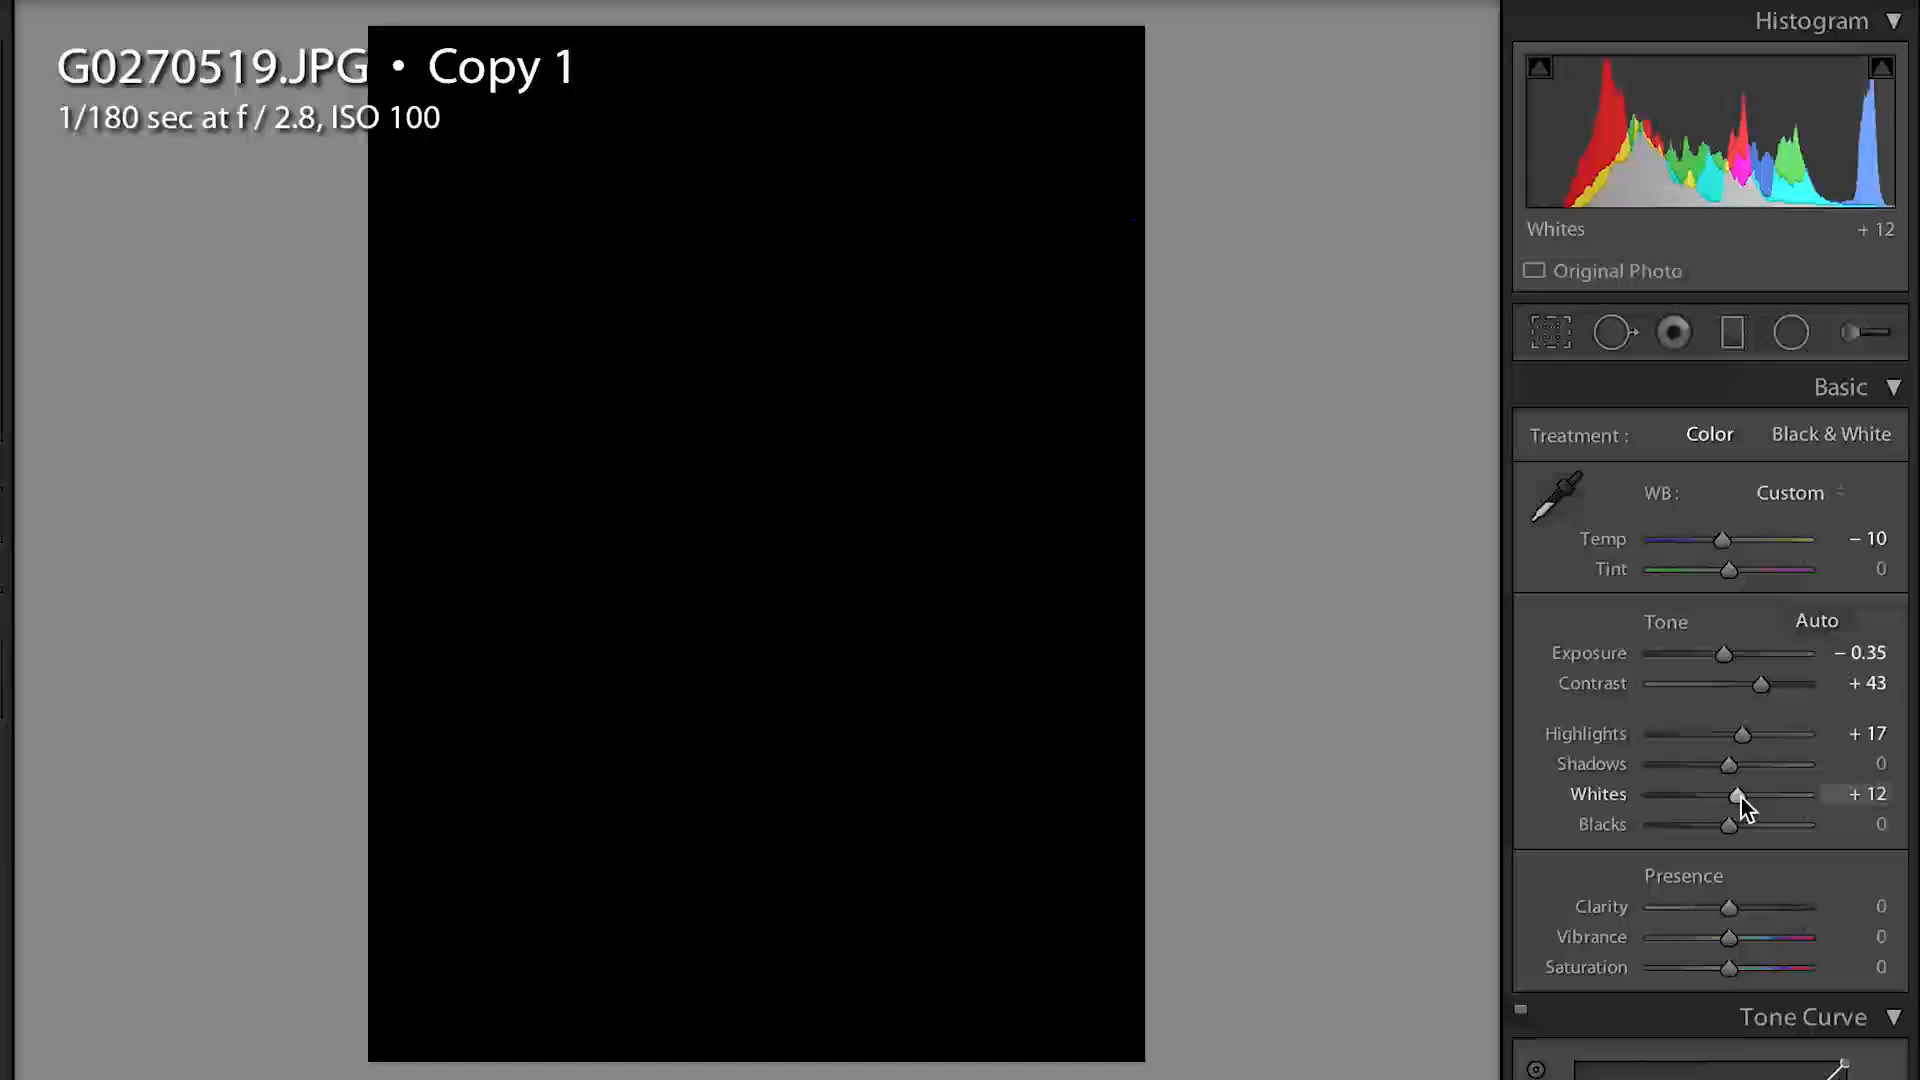 G0270519.JPG • Copy 1
1/180 sec at f / 2.8, ISO 100
Histogram
Whites + 12
Original Photo
Basic
Treatment : Color Black & White
WB : Custom
Temp − 10
Tint 0
Tone Auto
Exposure − 0.35
Contrast + 43
Highlights + 17
Shadows 0
Whites + 12
Blacks 0
Presence
Clarity 0
Vibrance 0
Saturation 0
Tone Curve